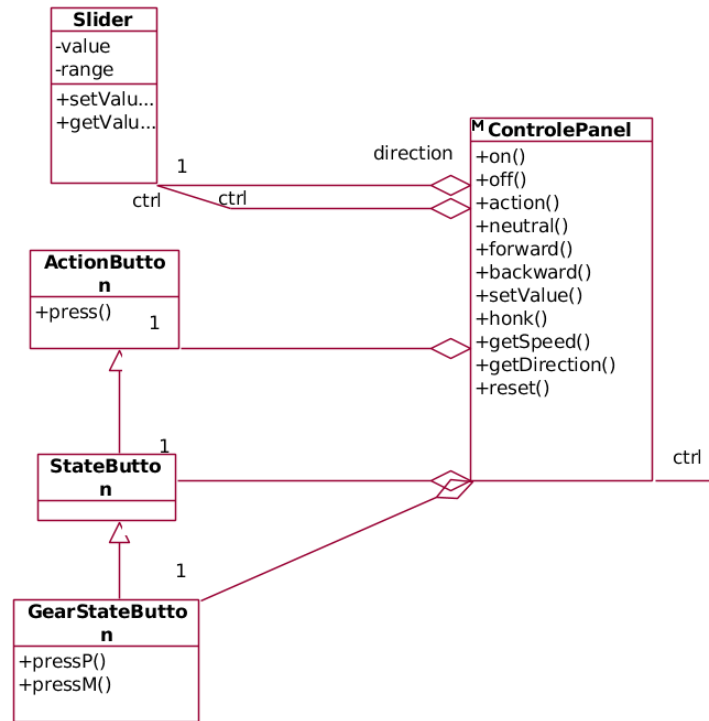 Slider
-value
-range
+setValu...
+getValu...
M ControlePanel
+on()
+off()
+action()
+neutral()
+forward()
+backward()
+setValue()
+honk()
+getSpeed()
+getDirection()
+reset()
direction
1
ctrl
ctrl
ActionButto
n
+press()
1
1
StateButto
n
ctrl
1
GearStateButto
n
+pressP()
+pressM()